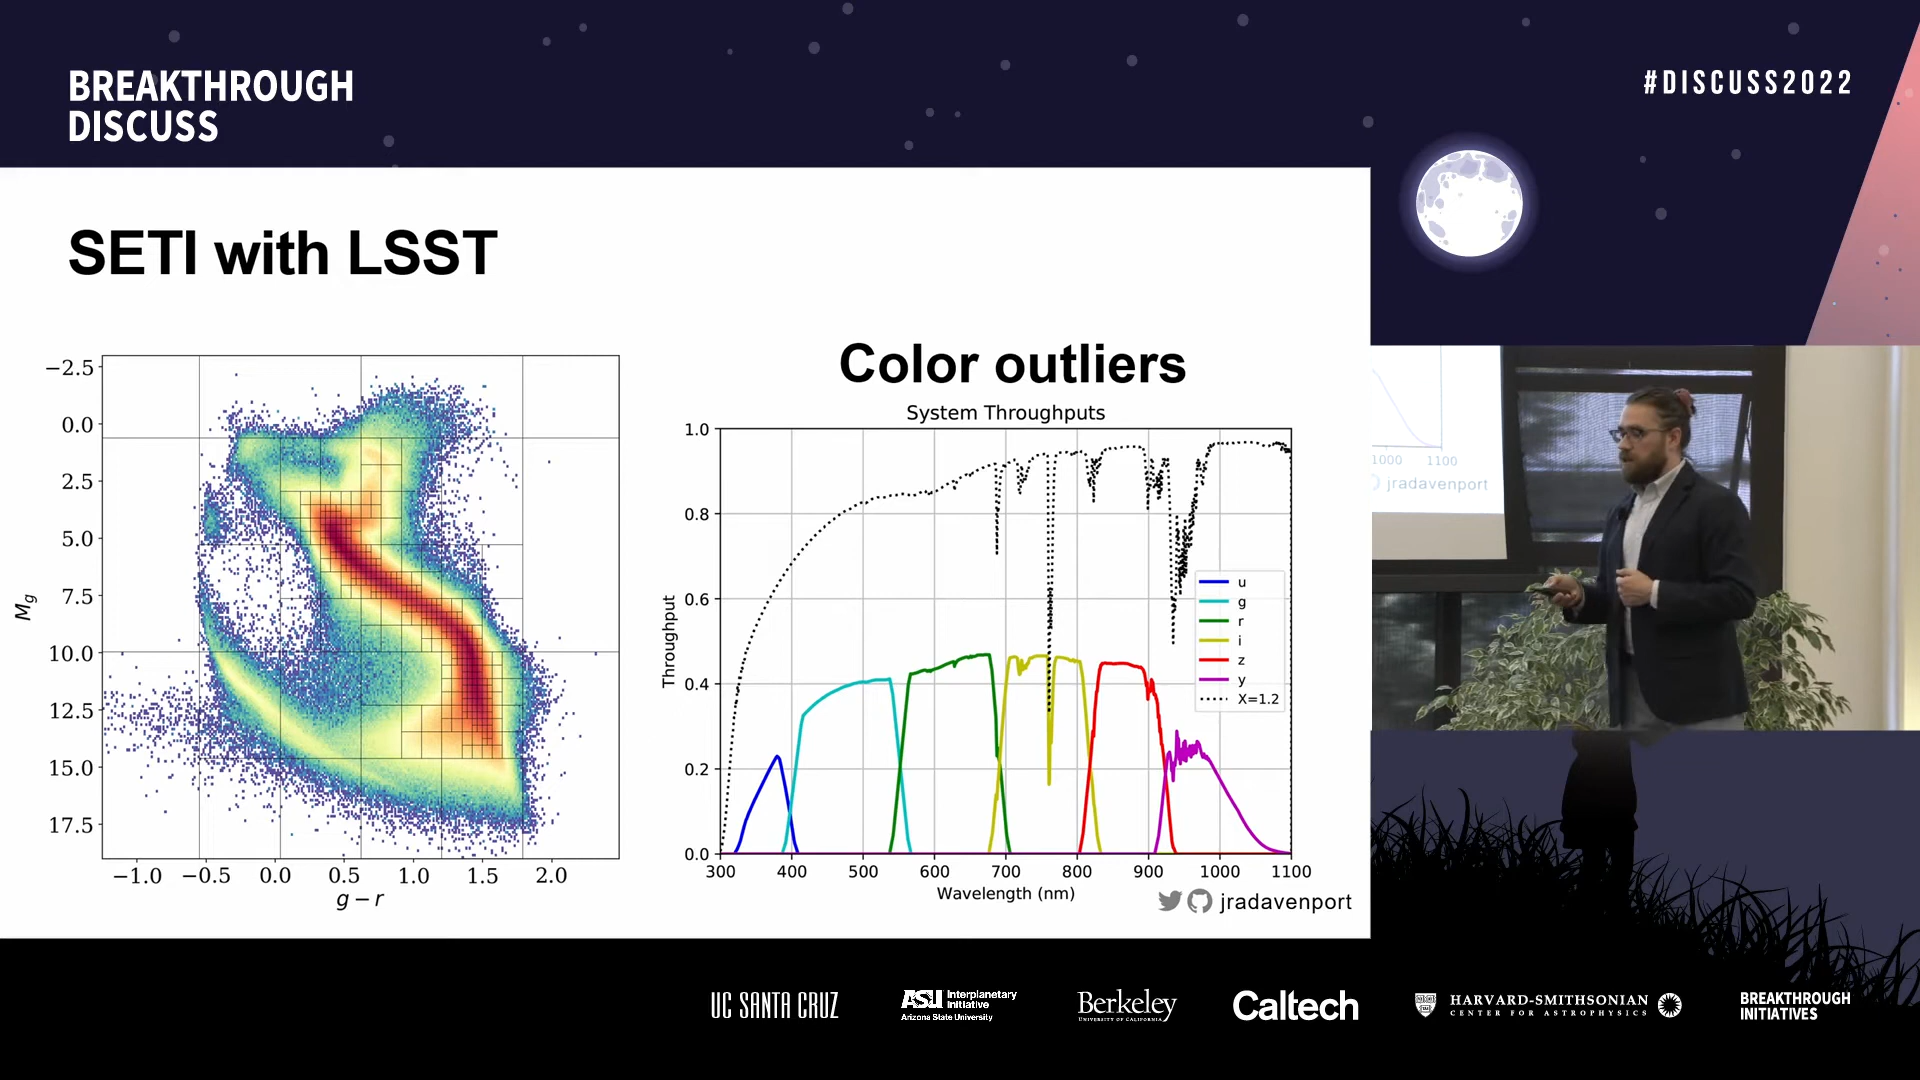 BREAKTHROUGH
DISCUSS
#DISCUSS2022
SETI with LSST
−2.5
0.0
2.5
5.0
7.5
10.0
12.5
15.0
17.5
Mg
−1.0 −0.5 0.0 0.5 1.0 1.5 2.0
g − r
Color outliers
System Throughputs
1.0
0.8
0.6
0.4
0.2
0.0
Throughput
u
g
r
i
z
y
X=1.2
300 400 500 600 700 800 900 1000 1100
Wavelength (nm)
jradavenport
1000 1100
jradavenport
UC SANTA CRUZ
ASU Interplanetary
Initiative
Arizona State University
Berkeley
UNIVERSITY OF CALIFORNIA
Caltech
HARVARD-SMITHSONIAN
CENTER FOR ASTROPHYSICS
BREAKTHROUGH
INITIATIVES